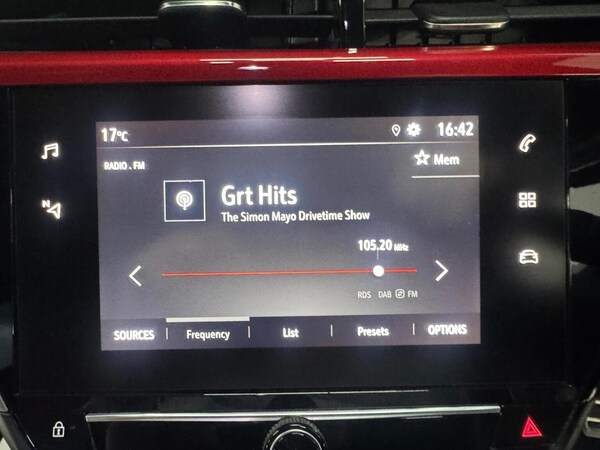 17°C
16:42
RADIO . FM
Mem
Grt Hits
The Simon Mayo Drivetime Show
105.20 MHz
RDS DAB FM
SOURCES Frequency List Presets OPTIONS
N